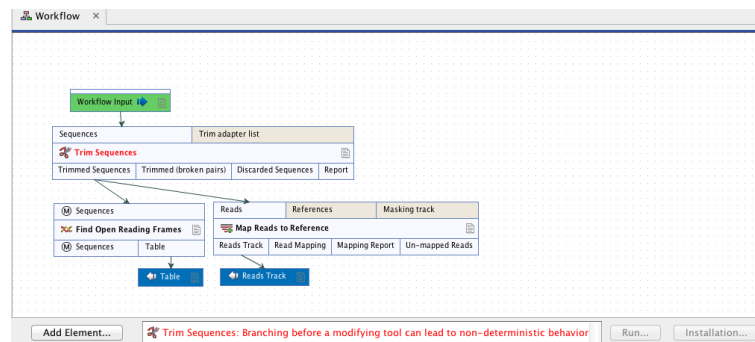 Workflow ×
Workflow Input
Sequences Trim adapter list
Trim Sequences
Trimmed Sequences Trimmed (broken pairs) Discarded Sequences Report
M Sequences
Find Open Reading Frames
M Sequences Table
Table
Reads References Masking track
Map Reads to Reference
Reads Track Read Mapping Mapping Report Un-mapped Reads
Reads Track
Add Element... Trim Sequences: Branching before a modifying tool can lead to non-deterministic behavior Run... Installation...